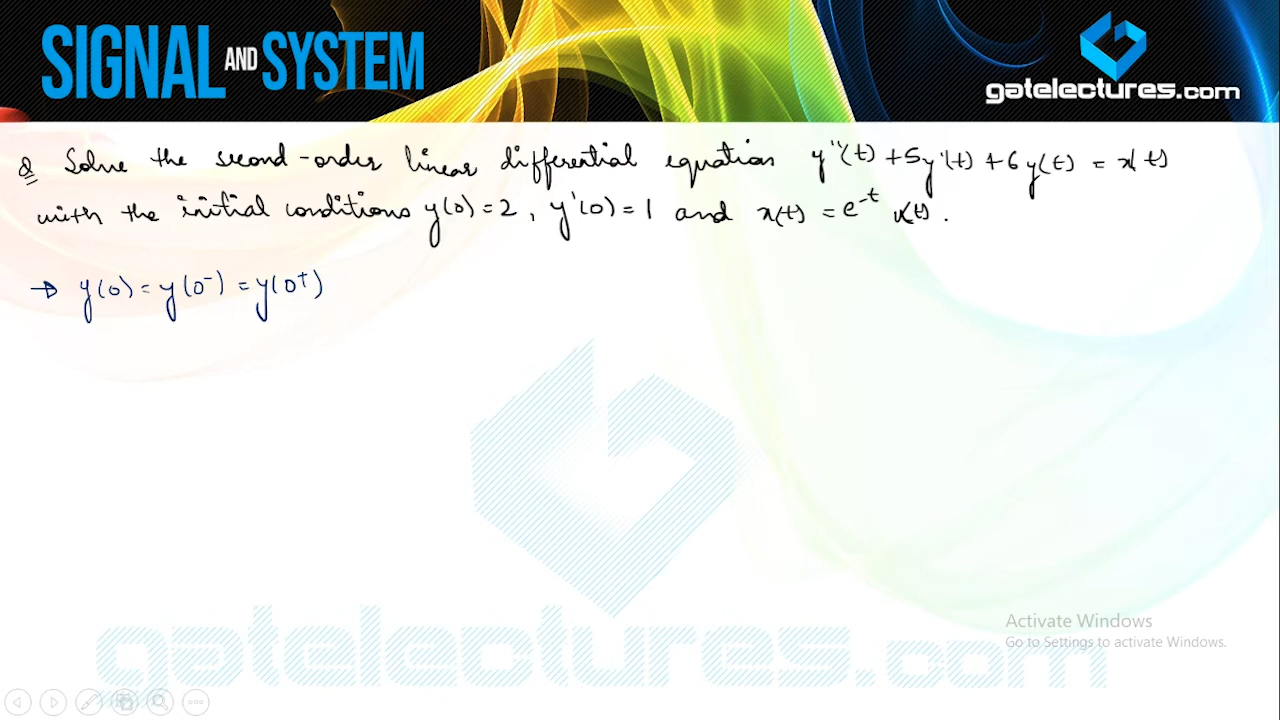 SIGNAL AND SYSTEM
gatelectures.com
Q Solve the second-order linear differential equation y''(t) + 5y'(t) + 6y(t) = x(t)
with the initial conditions y(0) = 2, y'(0) = 1 and x(t) = e^-t u(t).
→ y(0) = y(0⁻) = y(0⁺)
gatelectures.com
Activate Windows
Go to Settings to activate Windows.